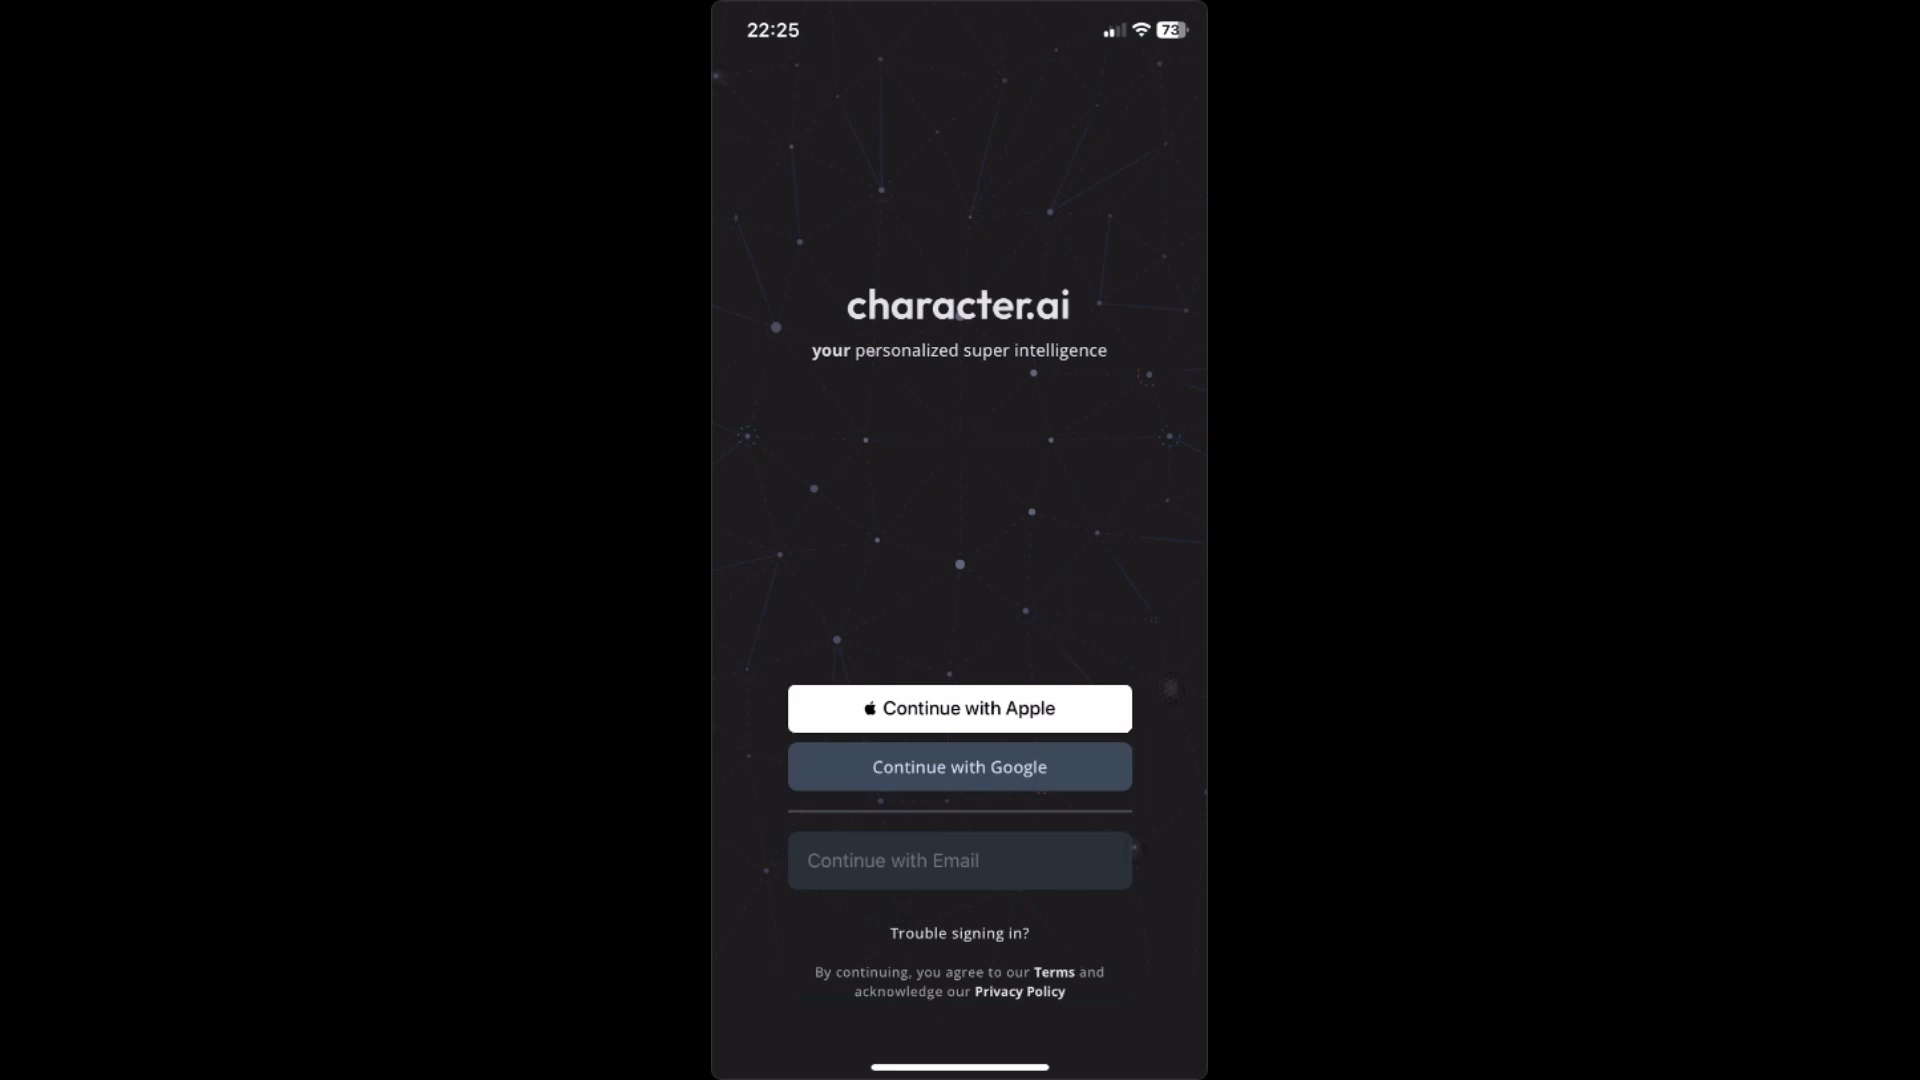 22:25
73
character.ai
your personalized super intelligence
Continue with Apple
Continue with Google
Continue with Email
Trouble signing in?
By continuing, you agree to our Terms and
acknowledge our Privacy Policy